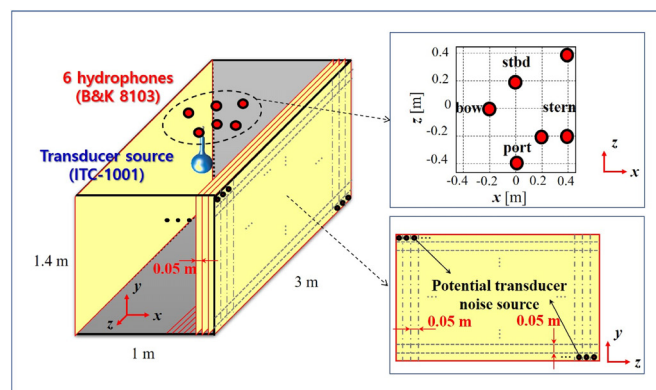 6 hydrophones
(B&K 8103)
Transducer source
(ITC-1001)
1.4 m
0.05 m
3 m
1 m
y
x
z
0.4
0.2
0
-0.2
-0.4
z [m]
stbd
bow
stern
port
-0.4 -0.2 0 0.2 0.4
x [m]
z
x
Potential transducer
noise source
0.05 m
0.05 m
y
z